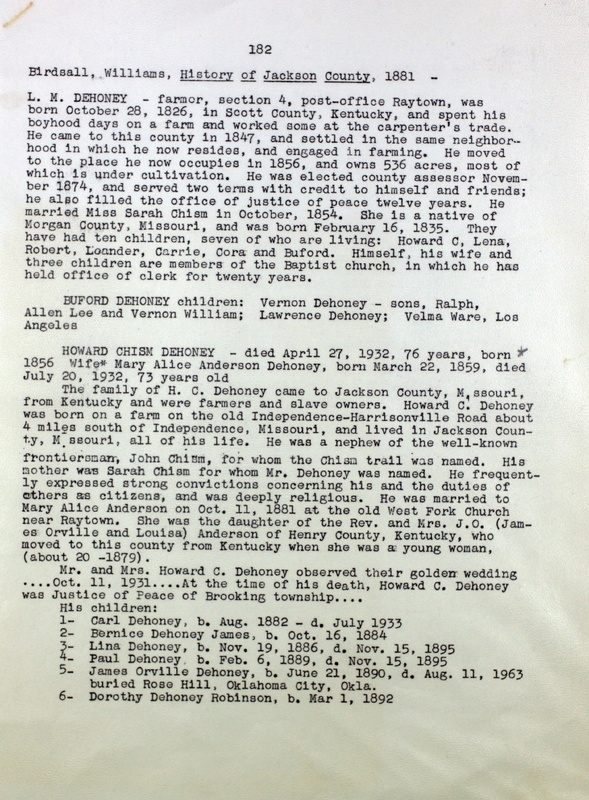 182
Birdsall, Williams, History of Jackson County, 1881 -
L. M. DEHONEY - farmer, section 4, post-office Raytown, was
born October 28, 1826, in Scott County, Kentucky, and spent his
boyhood days on a farm and worked some at the carpenter's trade.
He came to this county in 1847, and settled in the same neighbor-
hood in which he now resides, and engaged in farming. He moved
to the place he now occupies in 1856, and owns 536 acres, most of
which is under cultivation. He was elected county assessor Novem-
ber 1874, and served two terms with credit to himself and friends;
he also filled the office of justice of peace twelve years. He
married Miss Sarah Chism in October, 1854. She is a native of
Morgan County, Missouri, and was born February 16, 1835. They
have had ten children, seven of who are living: Howard C, Lena,
Robert, Loander, Carrie, Cora and Buford. Himself, his wife and
three children are members of the Baptist church, in which he has
held office of clerk for twenty years.
BUFORD DEHONEY children: Vernon Dehoney - sons, Ralph,
Allen Lee and Vernon William; Lawrence Dehoney; Velma Ware, Los
Angeles
HOWARD CHISM DEHONEY - died April 27, 1932, 76 years, born *
1856 Wife* Mary Alice Anderson Dehoney, born March 22, 1859, died
July 20, 1932, 73 years old
The family of H. C. Dehoney came to Jackson County, Missouri,
from Kentucky and were farmers and slave owners. Howard C. Dehoney
was born on a farm on the old Independence-Harrisonville Road about
4 miles south of Independence, Missouri, and lived in Jackson Coun-
ty, Missouri, all of his life. He was a nephew of the well-known
frontiersman, John Chism, for whom the Chism trail was named. His
mother was Sarah Chism for whom Mr. Dehoney was named. He frequent-
ly expressed strong convictions concerning his and the duties of
others as citizens, and was deeply religious. He was married to
Mary Alice Anderson on Oct. 11, 1881 at the old West Fork Church
near Raytown. She was the daughter of the Rev. and Mrs. J.O. (Jam-
es Orville and Louisa) Anderson of Henry County, Kentucky, who
moved to this county from Kentucky when she was a young woman,
(about 20 -1879).
Mr. and Mrs. Howard C. Dehoney observed their golden wedding
....Oct. 11, 1931....At the time of his death, Howard C. Dehoney
was Justice of Peace of Brooking township....
His children:
1- Carl Dehoney, b. Aug. 1882 - d. July 1933
2- Bernice Dehoney James, b. Oct. 16, 1884
3- Lina Dehoney, b. Nov. 19, 1886, d. Nov. 15, 1895
4- Paul Dehoney, b. Feb. 6, 1889, d. Nov. 15, 1895
5- James Orville Dehoney, b. June 21, 1890, d. Aug. 11, 1963
buried Rose Hill, Oklahoma City, Okla.
6- Dorothy Dehoney Robinson, b. Mar 1, 1892